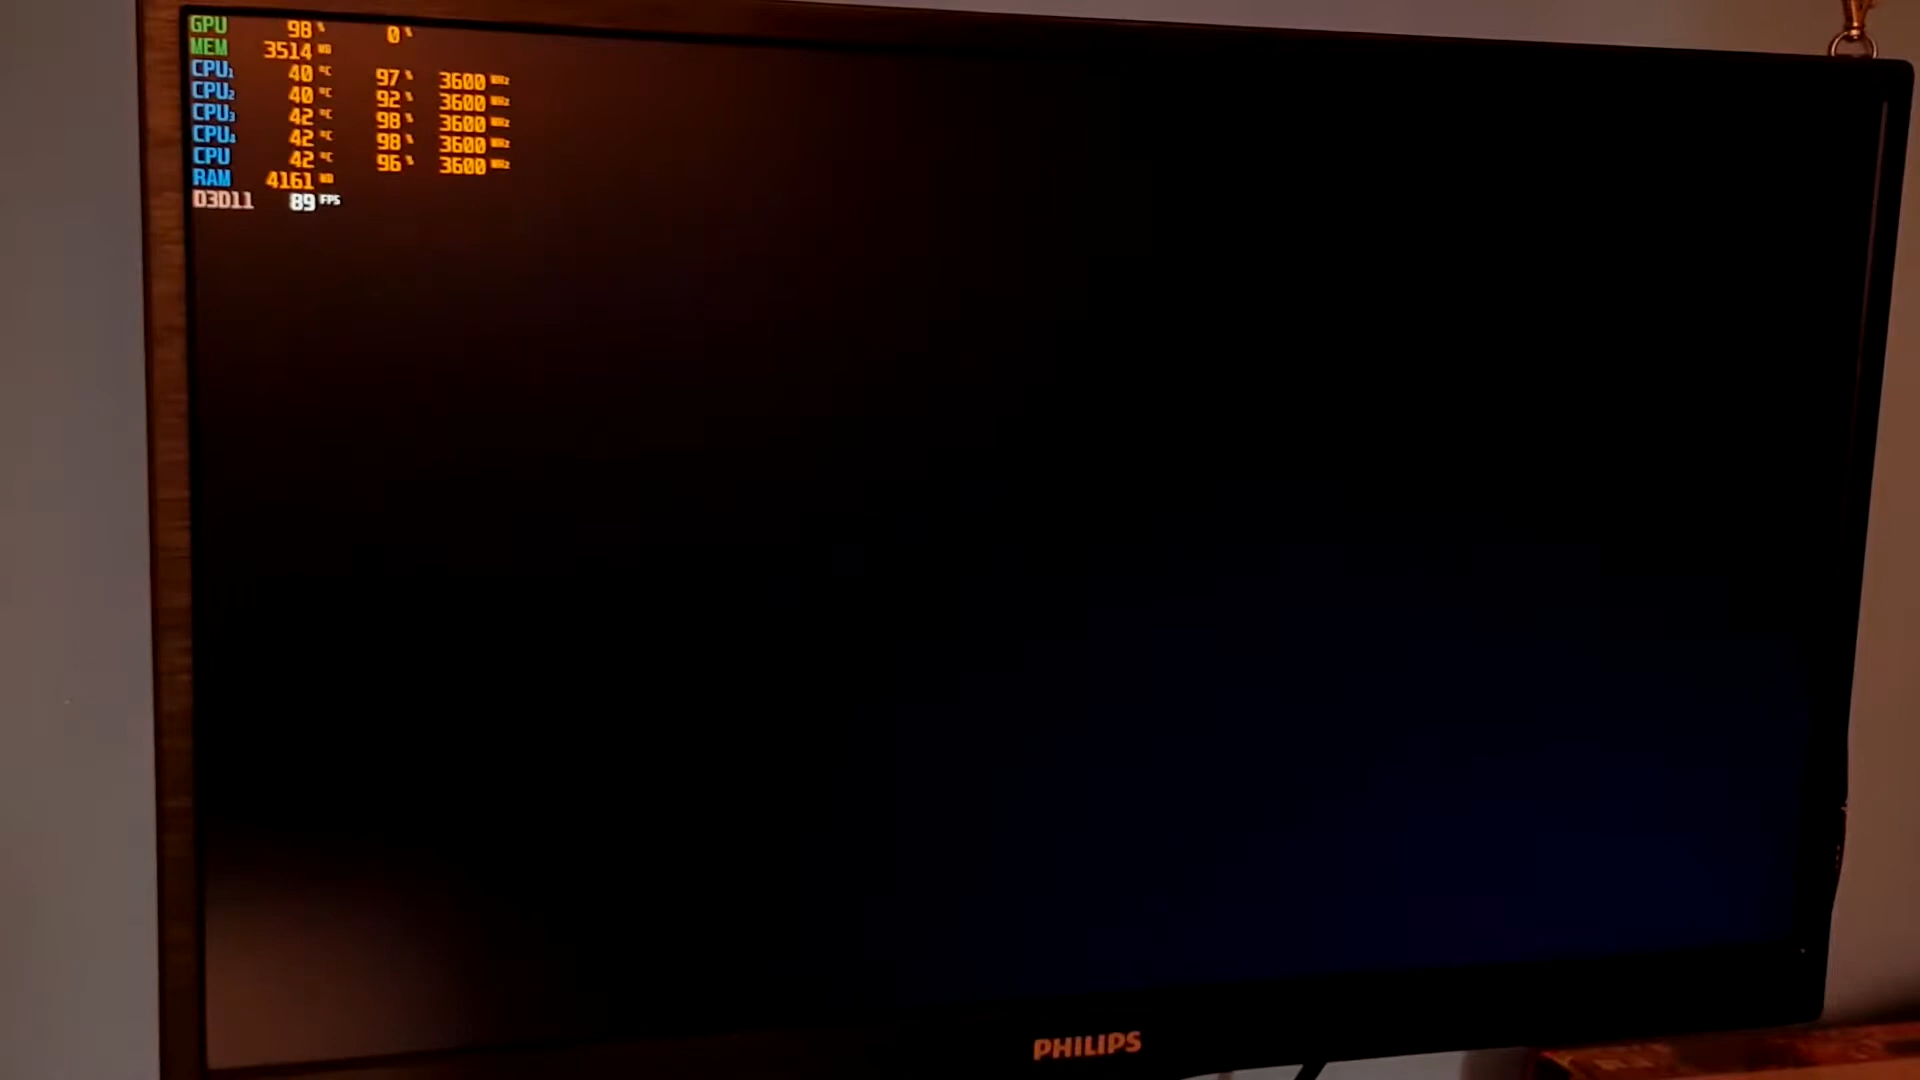 GPU 98 % 0 %
MEM 3514 MB
CPU1 40 °C 97 % 3600 MHz
CPU2 40 °C 92 % 3600 MHz
CPU3 42 °C 98 % 3600 MHz
CPU4 42 °C 98 % 3600 MHz
CPU 42 °C 96 % 3600 MHz
RAM 4161 MB
D3D11 89 FPS
PHILIPS